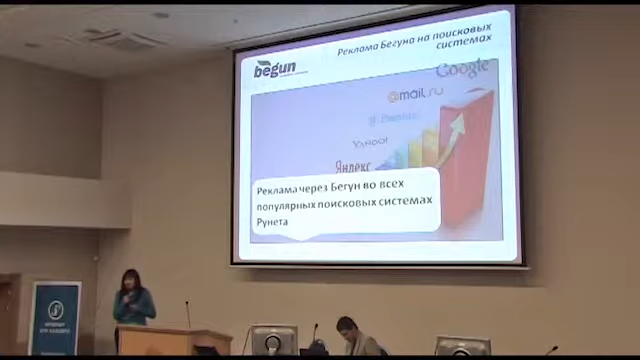 begun
Реклама Бегуна на поисковых
системах
Google
@mail.ru
Yahoo!
Яндекс
Реклама через Бегун во всех
популярных поисковых системах
Рунета